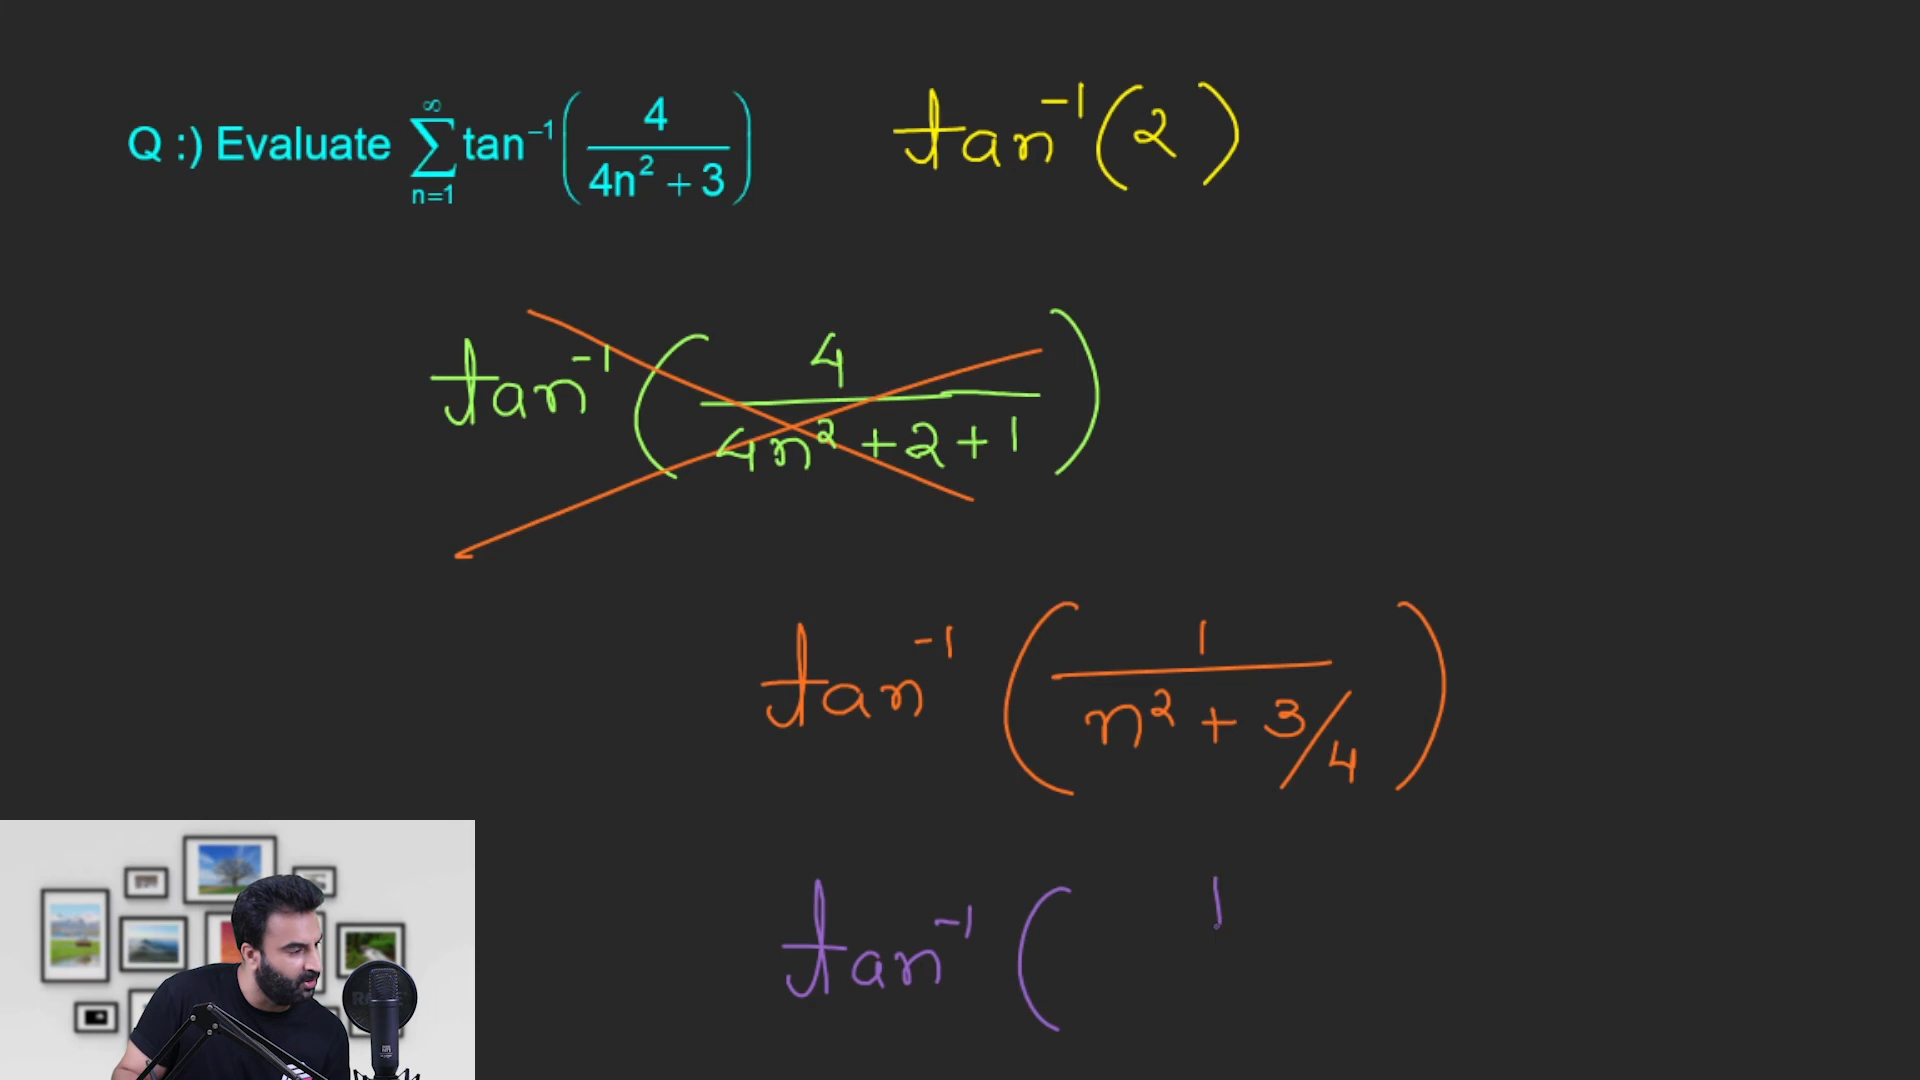 Q :) Evaluate ∑_{n=1}^{∞} tan⁻¹(4/(4n² + 3))
tan⁻¹(2)
tan⁻¹(4/(4n² + 2 + 1))
tan⁻¹(1/(n² + 3/4))
tan⁻¹( 1